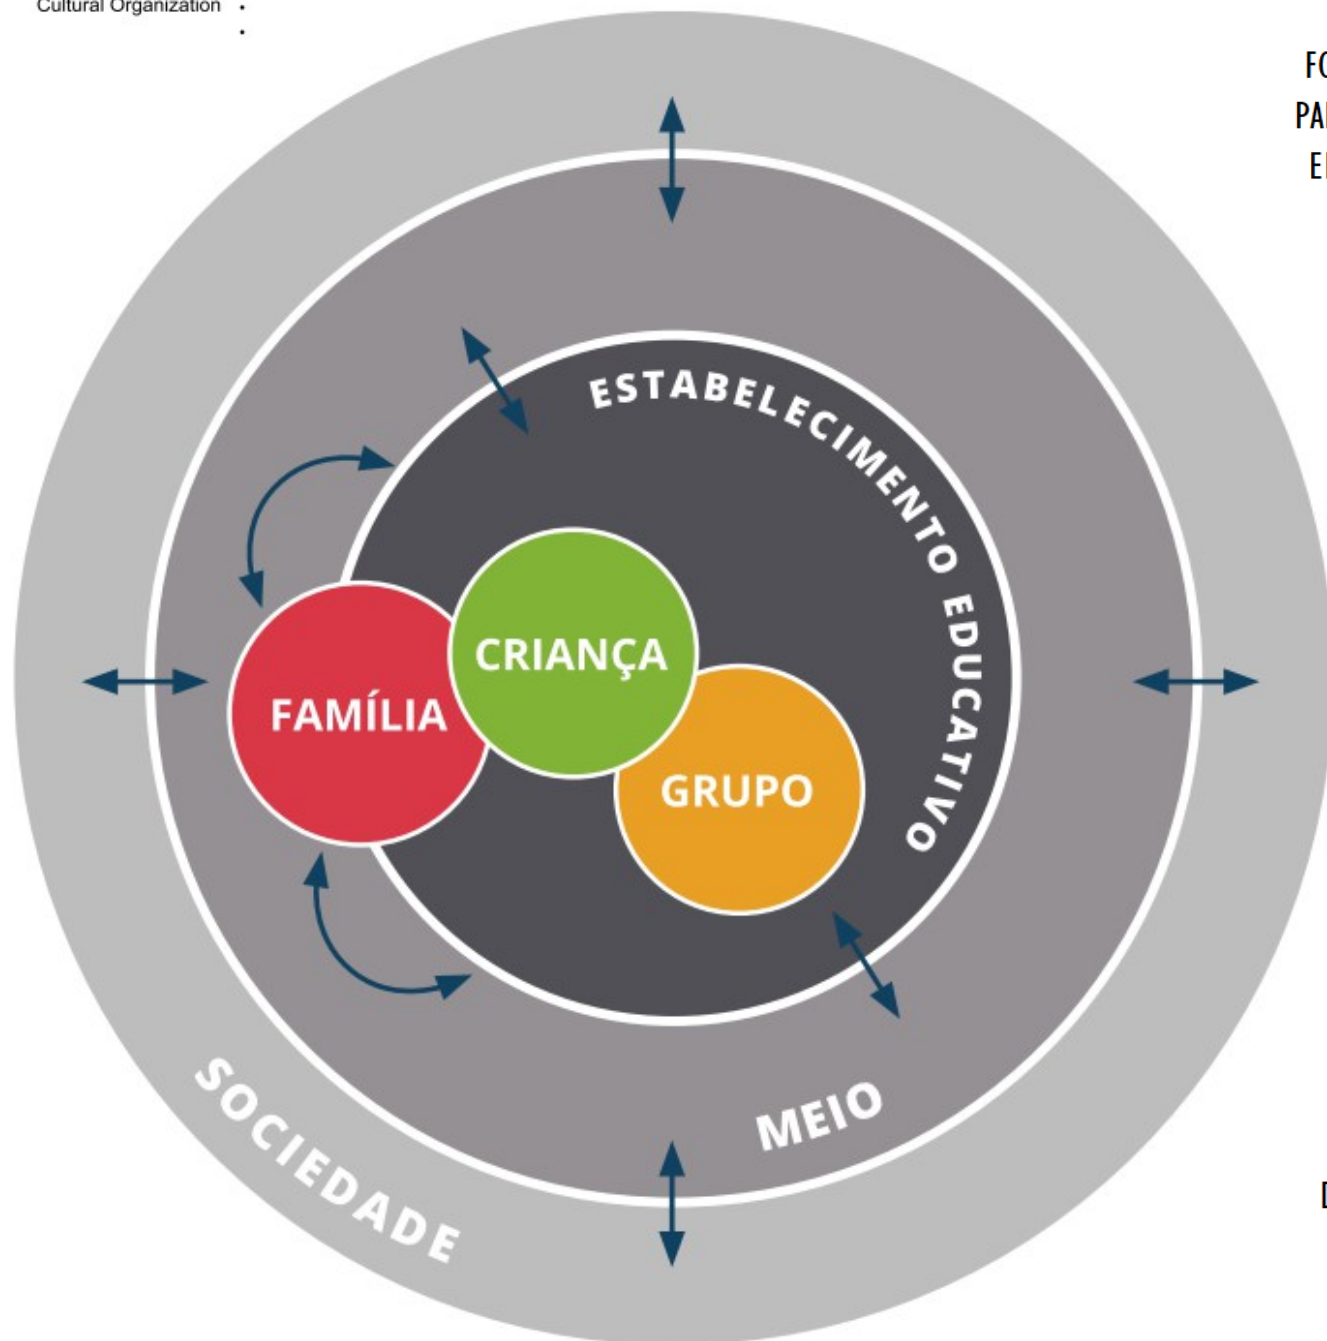 Cultural Organization
ESTABELECIMENTO EDUCATIVO
CRIANÇA
FAMÍLIA
GRUPO
MEIO
SOCIEDADE